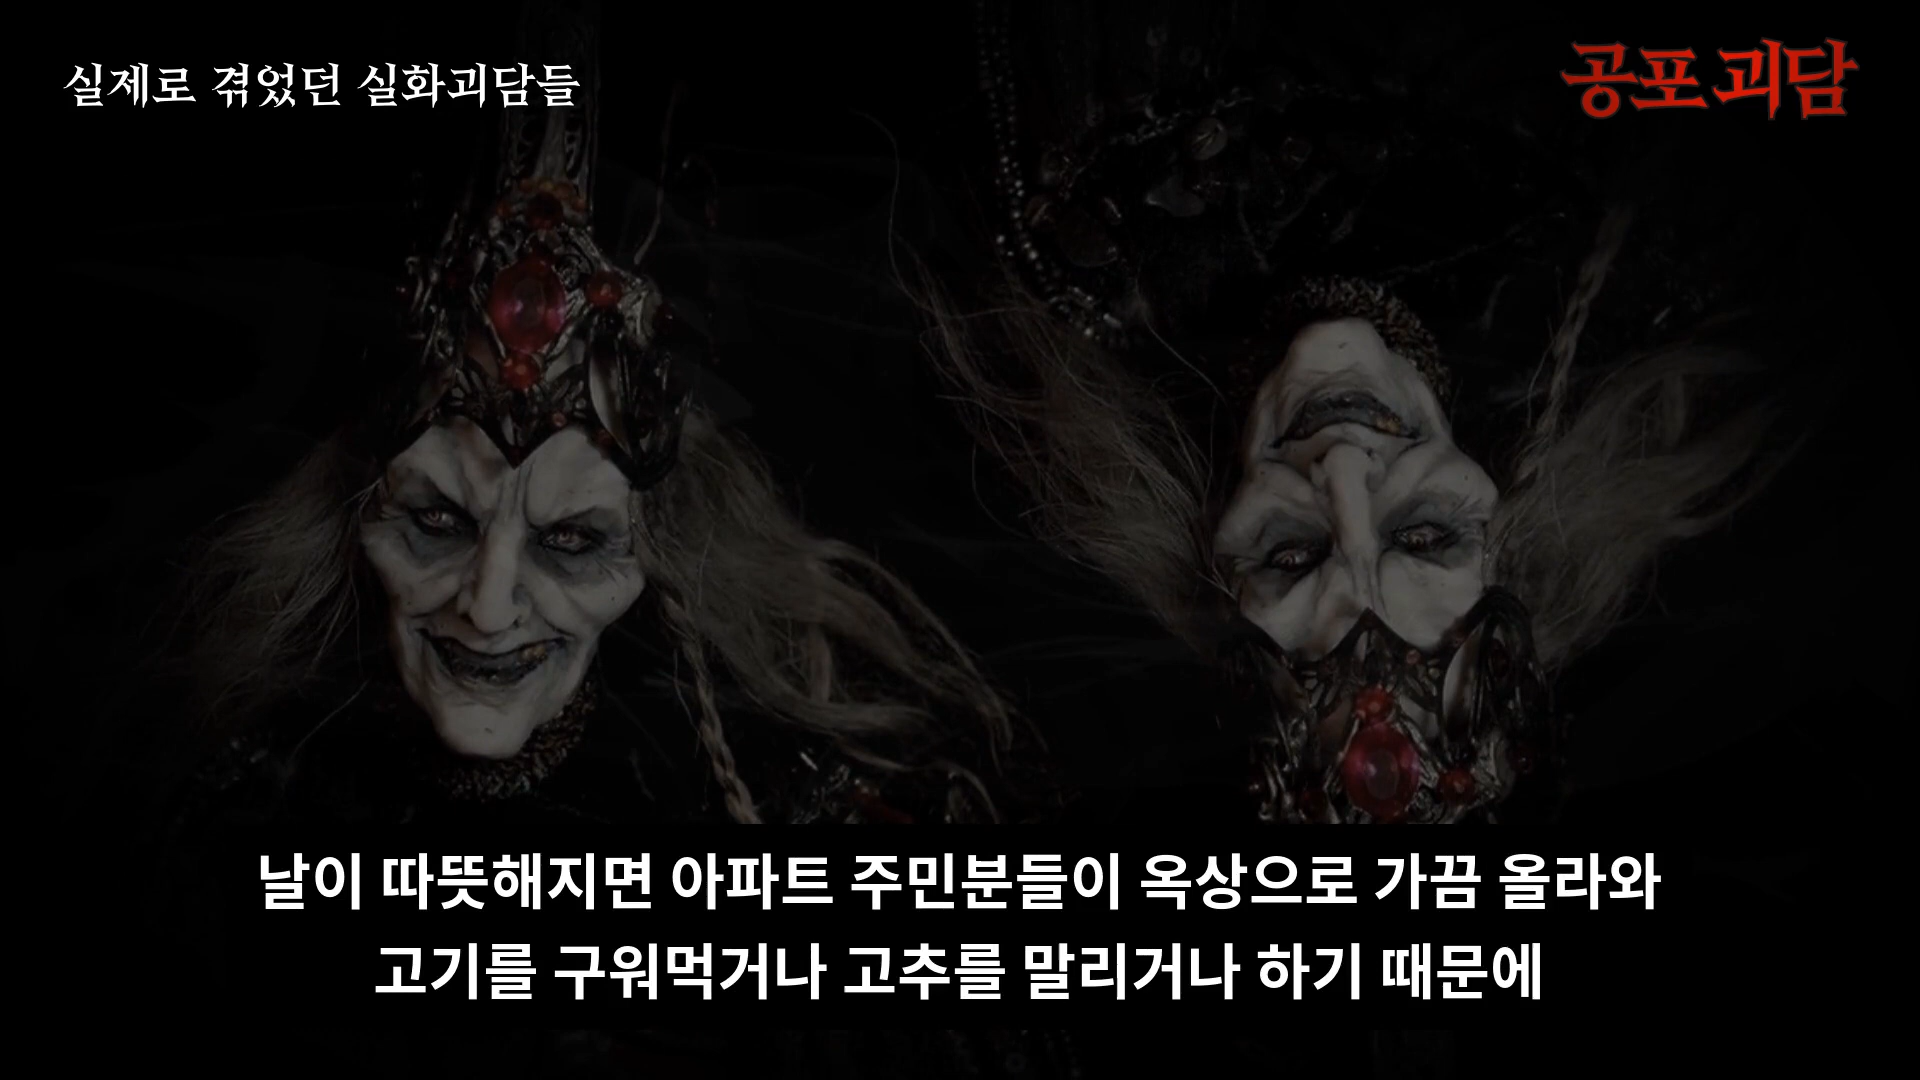 실제로 겪었던 실화괴담들
공포 괴담
날이 따뜻해지면 아파트 주민분들이 옥상으로 가끔 올라와
고기를 구워먹거나 고추를 말리거나 하기 때문에